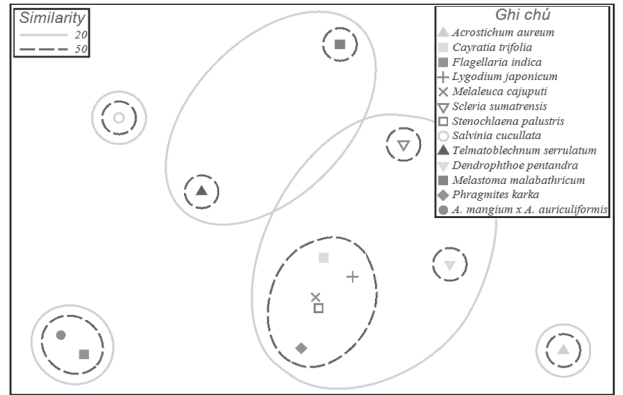 Similarity
20
50
Ghi chú
Acrostichum aureum
Cayratia trifolia
Flagellaria indica
Lygodium japonicum
Melaleuca cajuputi
Scleria sumatrensis
Stenochlaena palustris
Salvinia cucullata
Telmatoblechnum serrulatum
Dendrophthoe pentandra
Melastoma malabathricum
Phragmites karka
A. mangium x A. auriculiformis